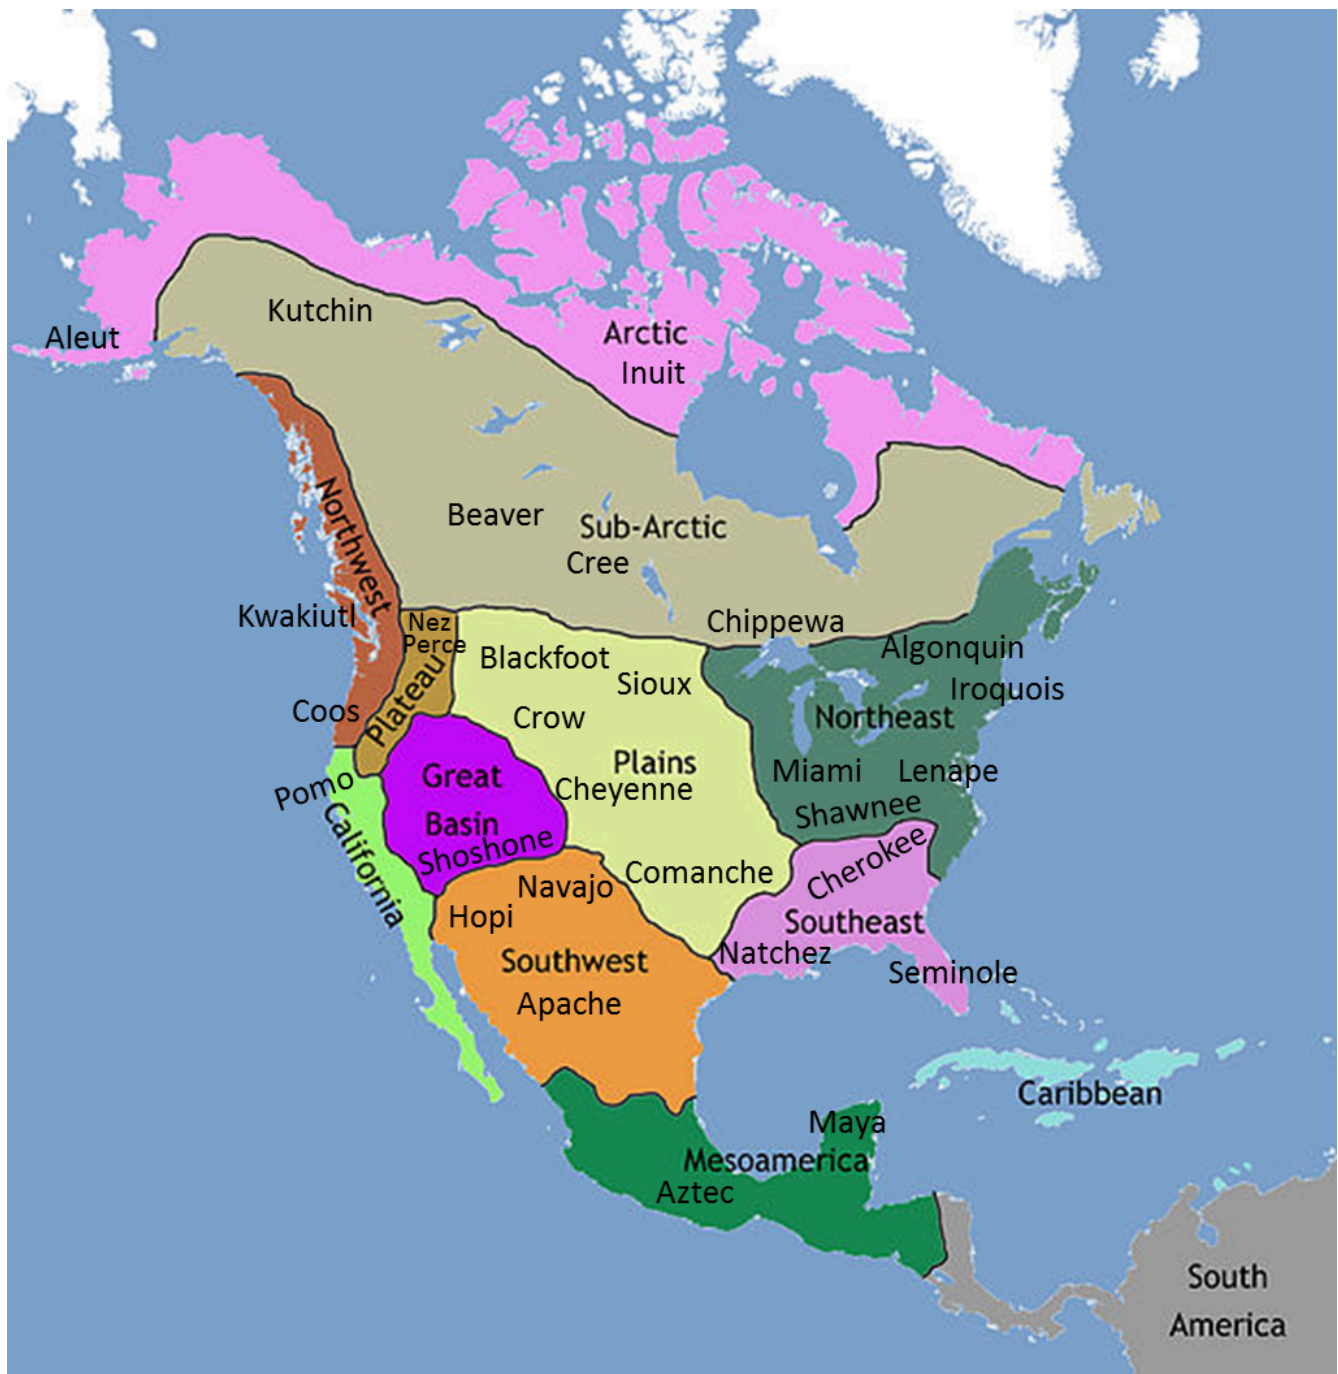 Kutchin
Aleut
Arctic
Inuit
Northwest
Beaver
Sub-Arctic
Cree
Kwakiutl
Nez
Perce
Chippewa
Algonquin
Blackfoot
Sioux
Iroquois
Plateau
Coos
Crow
Northeast
Great
Basin
Shoshone
Plains
Cheyenne
Miami
Lenape
Shawnee
Pomo
California
Comanche
Cherokee
Navajo
Hopi
Southeast
Southwest
Natchez
Seminole
Apache
Caribbean
Maya
Mesoamerica
Aztec
South
America